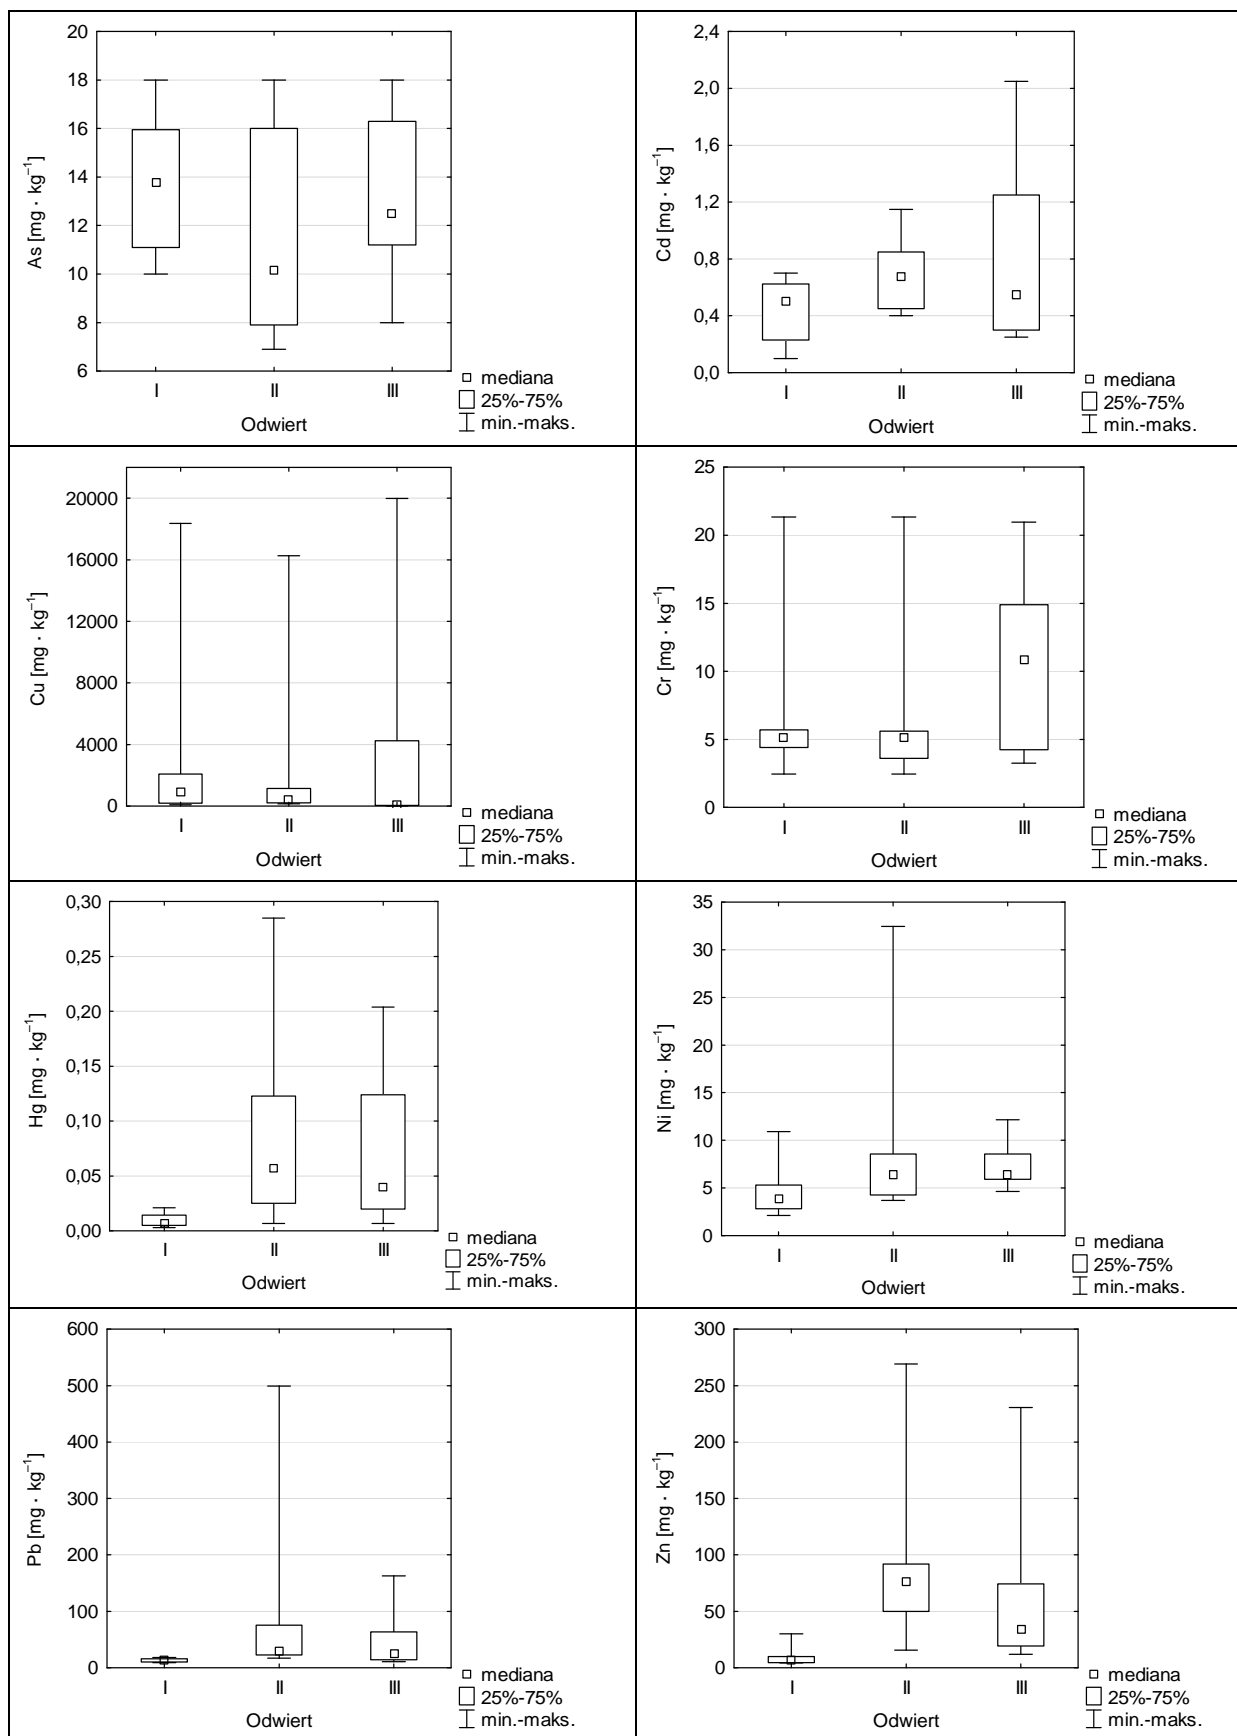 20
18
16
14
12
10
8
6
As [mg · kg⁻¹]
I II III
Odwiert
mediana
25%-75%
min.-maks.
2,4
2,0
1,6
1,2
0,8
0,4
0,0
Cd [mg · kg⁻¹]
I II III
Odwiert
mediana
25%-75%
min.-maks.
20000
16000
12000
8000
4000
0
Cu [mg · kg⁻¹]
I II III
Odwiert
mediana
25%-75%
min.-maks.
25
20
15
10
5
0
Cr [mg · kg⁻¹]
I II III
Odwiert
mediana
25%-75%
min.-maks.
0,30
0,25
0,20
0,15
0,10
0,05
0,00
Hg [mg · kg⁻¹]
I II III
Odwiert
mediana
25%-75%
min.-maks.
35
30
25
20
15
10
5
0
Ni [mg · kg⁻¹]
I II III
Odwiert
mediana
25%-75%
min.-maks.
600
500
400
300
200
100
0
Pb [mg · kg⁻¹]
I II III
Odwiert
mediana
25%-75%
min.-maks.
300
250
200
150
100
50
0
Zn [mg · kg⁻¹]
I II III
Odwiert
mediana
25%-75%
min.-maks.